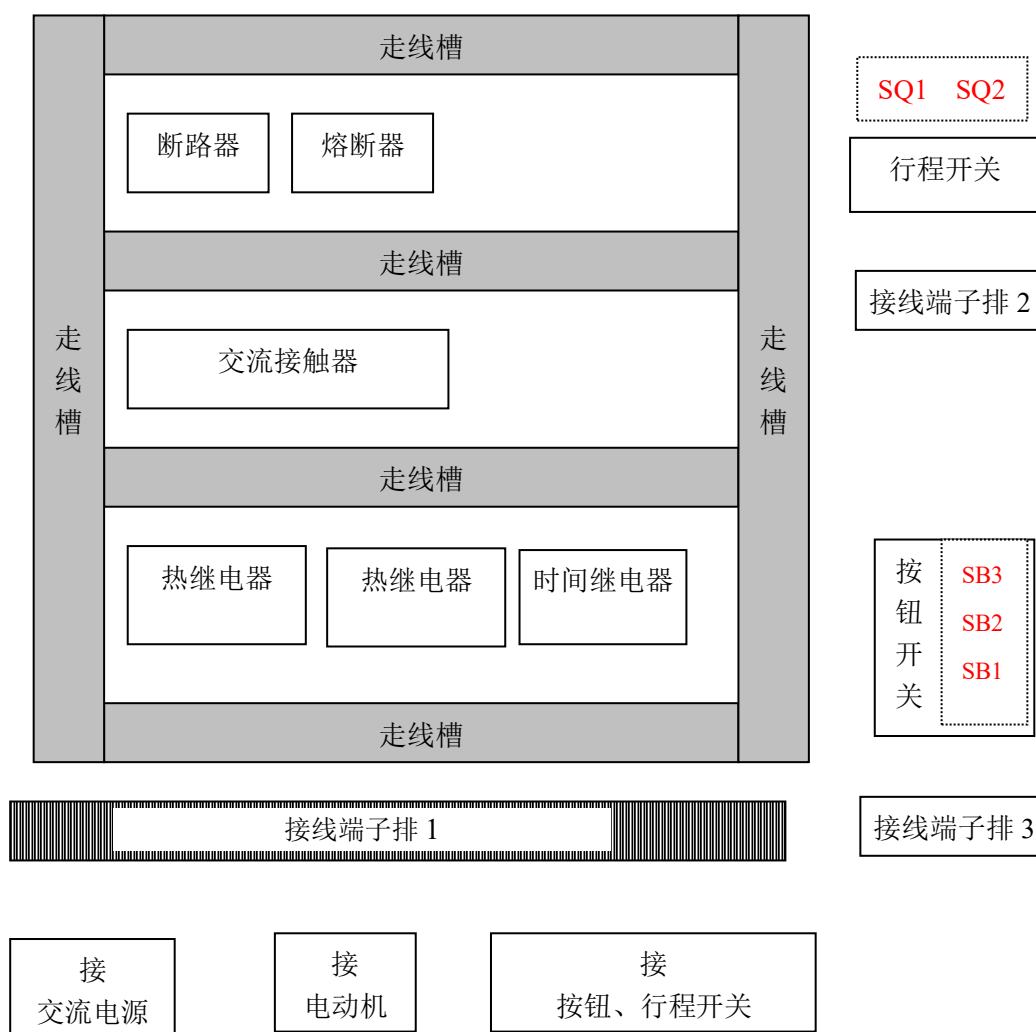 走线槽
SQ1 SQ2
断路器
熔断器
行程开关
走线槽
接线端子排 2
走线槽
交流接触器
走线槽
走线槽
热继电器
热继电器
时间继电器
按钮开关
SB3
SB2
SB1
走线槽
接线端子排 1
接线端子排 3
接
交流电源
接
电动机
接
按钮、行程开关